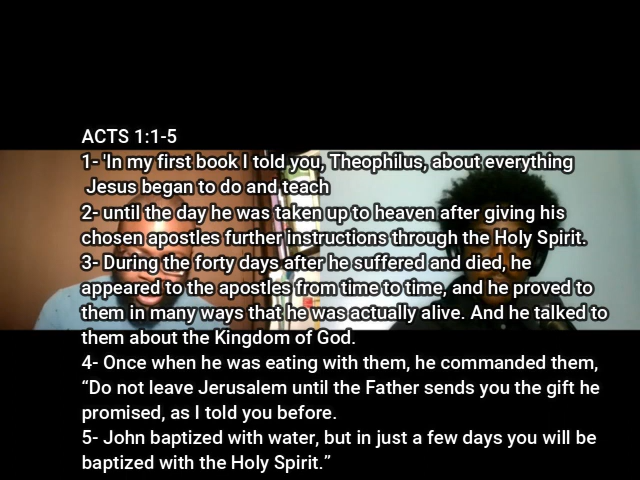 ACTS 1:1-5
1- 'In my first book I told you, Theophilus, about everything
Jesus began to do and teach
2- until the day he was taken up to heaven after giving his
chosen apostles further instructions through the Holy Spirit.
3- During the forty days after he suffered and died, he
appeared to the apostles from time to time, and he proved to
them in many ways that he was actually alive. And he talked to
them about the Kingdom of God.
4- Once when he was eating with them, he commanded them,
“Do not leave Jerusalem until the Father sends you the gift he
promised, as I told you before.
5- John baptized with water, but in just a few days you will be
baptized with the Holy Spirit.”